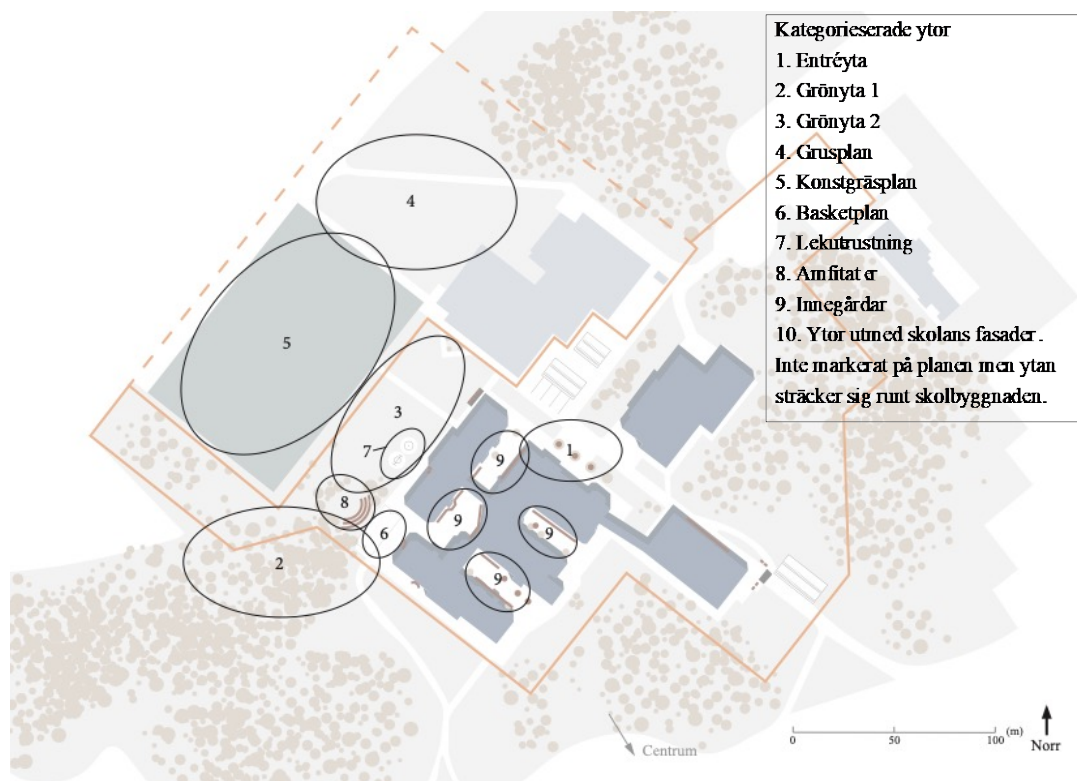 Kategorieserade ytor
1. Entréyta
2. Grönyta 1
3. Grönyta 2
4. Grusplan
5. Konstgräsplan
6. Basketplan
7. Lekutrustning
8. Amfitater
9. Innegårdar
10. Ytor utmed skolans fasader.
Inte markerat på planen men ytan
sträcker sig runt skolbyggnaden.
4
5
3
7
1
9
8
9
6
9
2
9
Centrum
0 50 100 (m)
Norr